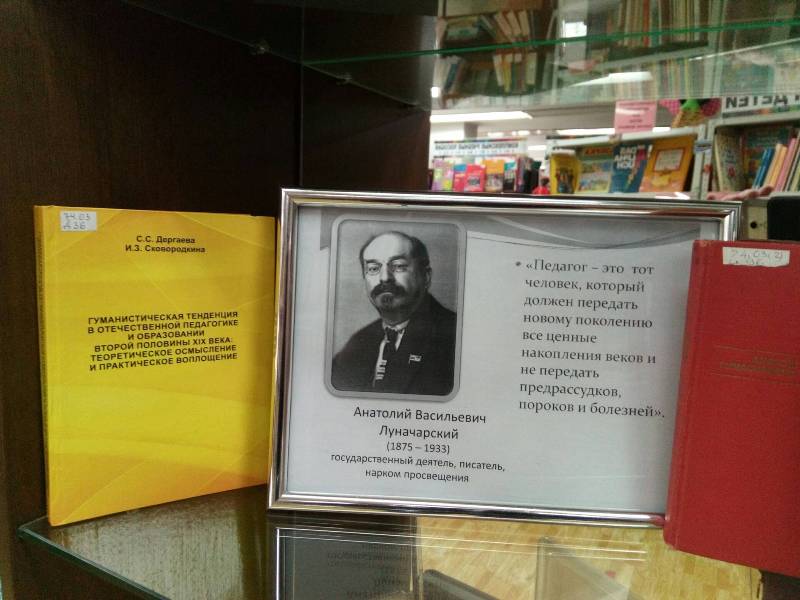 74.03
Д 36
С.С. Дергаева
И.З. Сковородкина
ГУМАНИСТИЧЕСКАЯ ТЕНДЕНЦИЯ
В ОТЕЧЕСТВЕННОЙ ПЕДАГОГИКЕ
И ОБРАЗОВАНИИ
ВТОРОЙ ПОЛОВИНЫ XIX ВЕКА:
ТЕОРЕТИЧЕСКОЕ ОСМЫСЛЕНИЕ
И ПРАКТИЧЕСКОЕ ВОПЛОЩЕНИЕ
Анатолий Васильевич
Луначарский
(1875 – 1933)
государственный деятель, писатель,
нарком просвещения
• «Педагог – это тот
человек, который
должен передать
новому поколению
все ценные
накопления веков и
не передать
предрассудков,
пороков и болезней».
ДЕТЕЙ